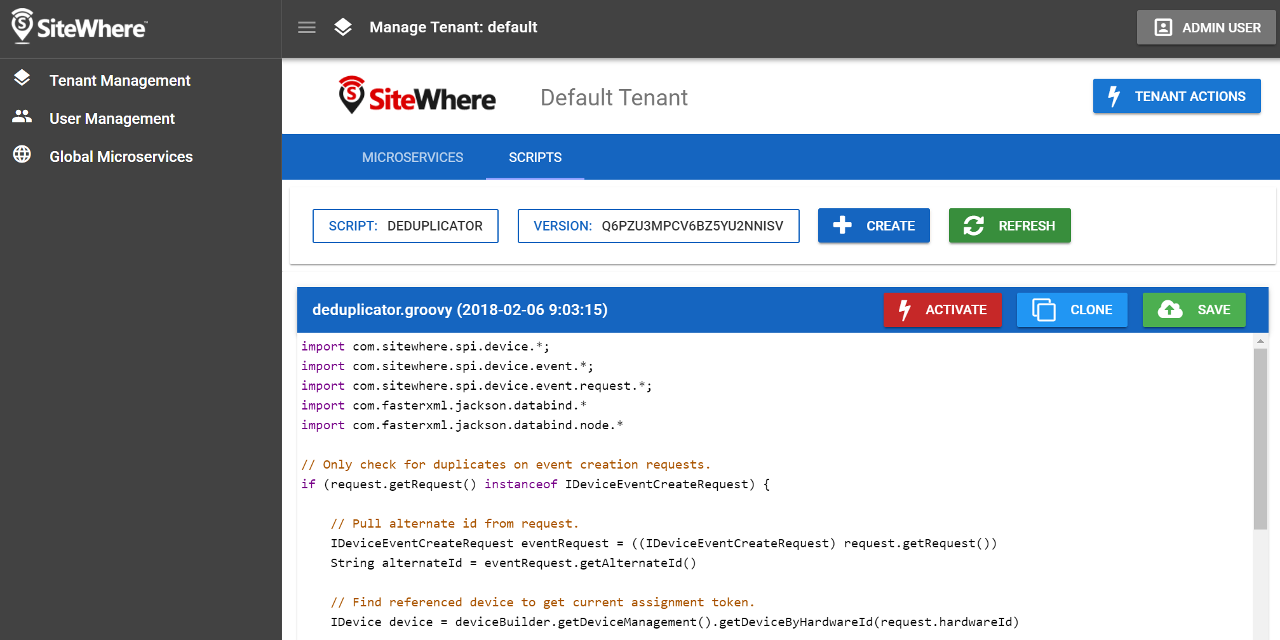 SiteWhere™
Manage Tenant: default
ADMIN USER
Tenant Management
User Management
Global Microservices
SiteWhere
Default Tenant
TENANT ACTIONS
MICROSERVICES
SCRIPTS
SCRIPT: DEDUPLICATOR
VERSION: Q6PZU3MPCV6BZ5YU2NNISV
CREATE
REFRESH
deduplicator.groovy (2018-02-06 9:03:15)
ACTIVATE
CLONE
SAVE
import com.sitewhere.spi.device.*;
import com.sitewhere.spi.device.event.*;
import com.sitewhere.spi.device.event.request.*;
import com.fasterxml.jackson.databind.*
import com.fasterxml.jackson.databind.node.*
// Only check for duplicates on event creation requests.
if (request.getRequest() instanceof IDeviceEventCreateRequest) {
// Pull alternate id from request.
IDeviceEventCreateRequest eventRequest = ((IDeviceEventCreateRequest) request.getRequest())
String alternateId = eventRequest.getAlternateId()
// Find referenced device to get current assignment token.
IDevice device = deviceBuilder.getDeviceManagement().getDeviceByHardwareId(request.hardwareId)